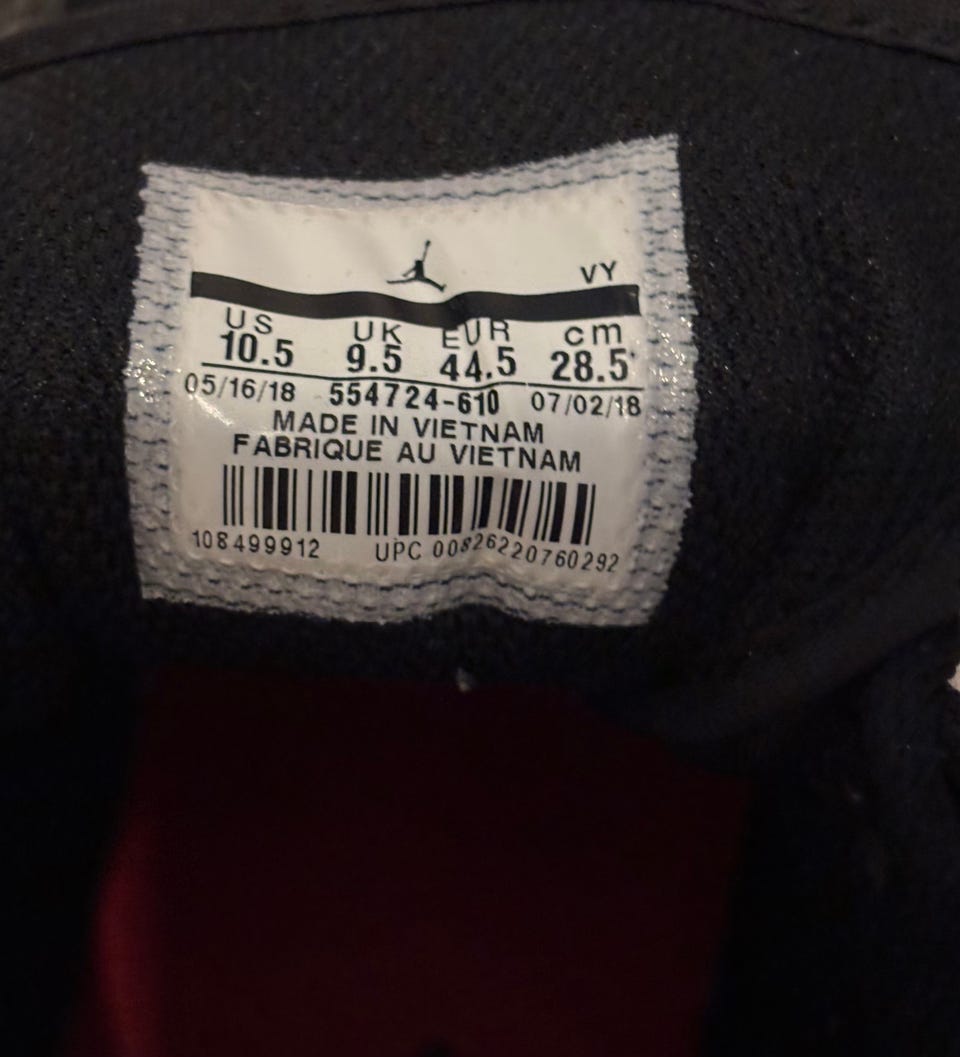 VY
US UK EUR cm
10.5 9.5 44.5 28.5
05/16/18 554724-610 07/02/18
MADE IN VIETNAM
FABRIQUE AU VIETNAM
108499912 UPC 00826220760292